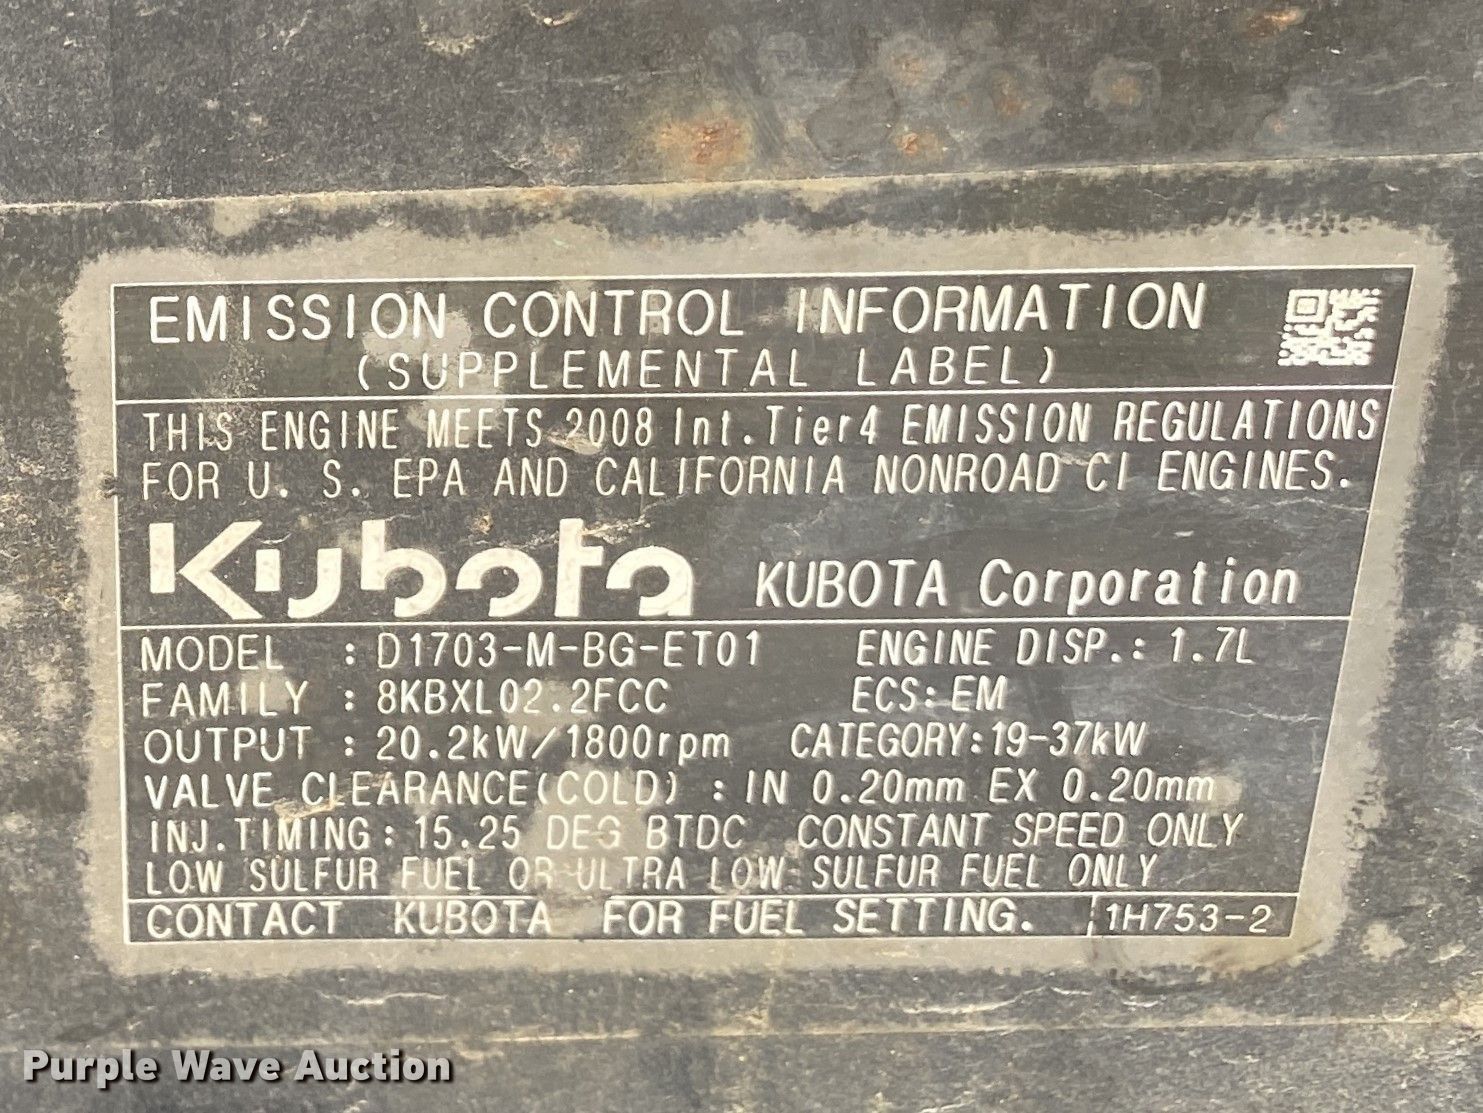 EMISSION CONTROL INFORMATION
(SUPPLEMENTAL LABEL)
THIS ENGINE MEETS 2008 Int.Tier4 EMISSION REGULATIONS
FOR U. S. EPA AND CALIFORNIA NONROAD CI ENGINES.
Kubota KUBOTA Corporation
MODEL : D1703-M-BG-ET01 ENGINE DISP.: 1.7L
FAMILY : 8KBXL02.2FCC ECS: EM
OUTPUT : 20.2kW/1800rpm CATEGORY:19-37kW
VALVE CLEARANCE(COLD) : IN 0.20mm EX 0.20mm
INJ.TIMING: 15.25 DEG BTDC CONSTANT SPEED ONLY
LOW SULFUR FUEL OR ULTRA LOW SULFUR FUEL ONLY
CONTACT KUBOTA FOR FUEL SETTING. 1H753-2
Purple Wave Auction